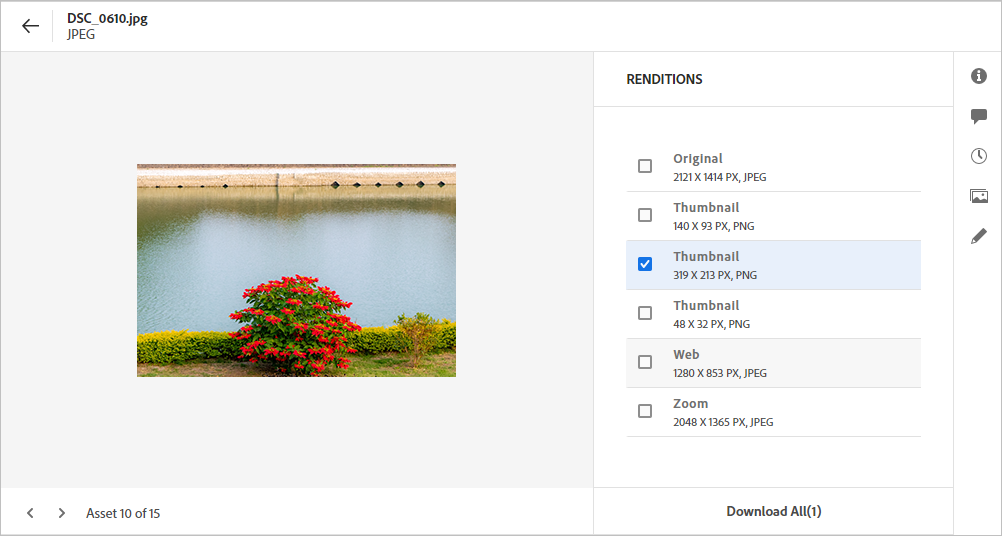 DSC_0610.jpg
JPEG
RENDITIONS
Original
2121 X 1414 PX, JPEG
Thumbnail
140 X 93 PX, PNG
Thumbnail
319 X 213 PX, PNG
Thumbnail
48 X 32 PX, PNG
Web
1280 X 853 PX, JPEG
Zoom
2048 X 1365 PX, JPEG
Asset 10 of 15
Download All(1)